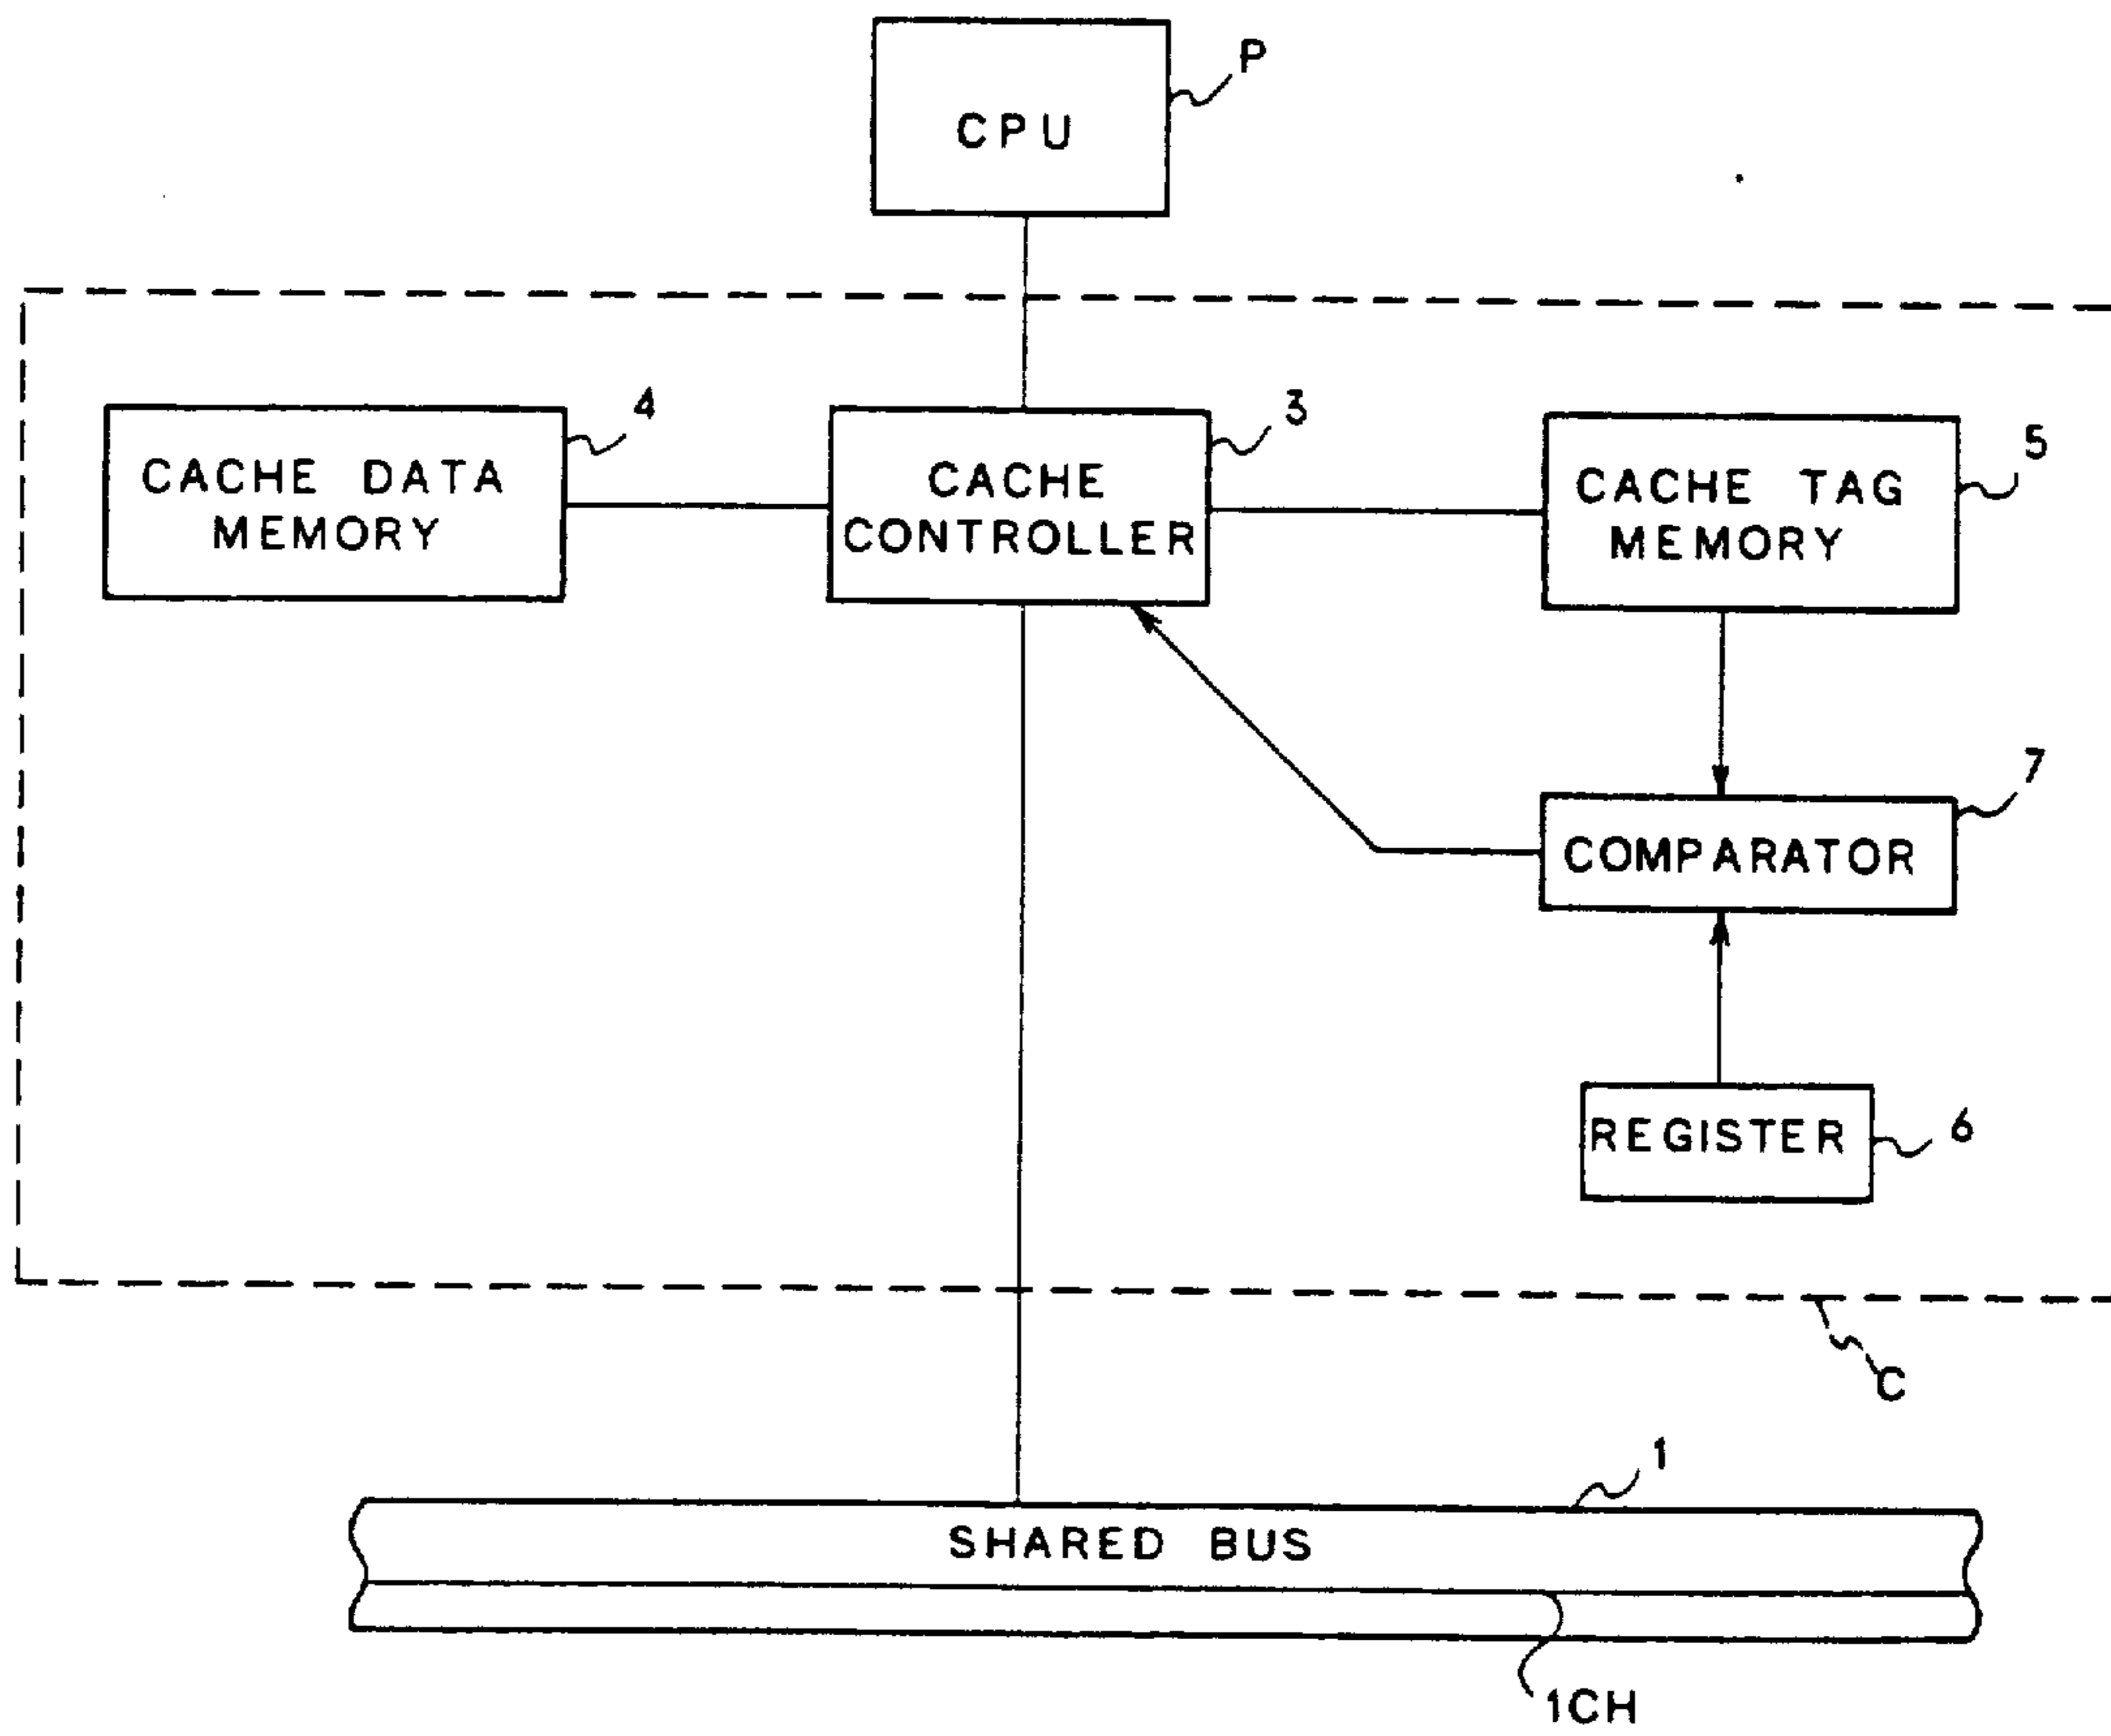 P
CPU
4
3
5
CACHE DATA
MEMORY
CACHE
CONTROLLER
CACHE TAG
MEMORY
7
COMPARATOR
REGISTER
6
C
1
SHARED BUS
1CH